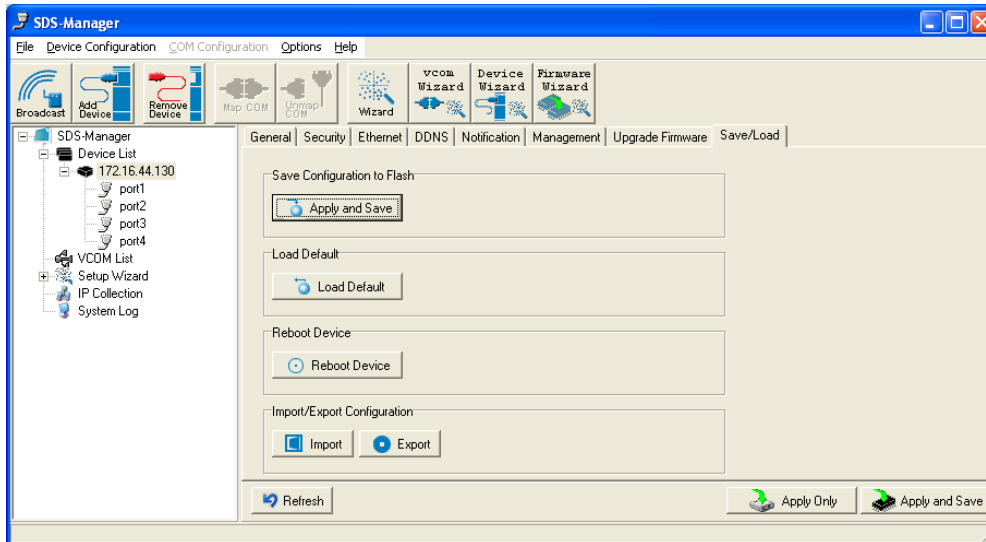 SDS-Manager
File Device Configuration COM Configuration Options Help
Broadcast
Add Device
Remove Device
Map COM
Unmap COM
Wizard
vcom Wizard
Device Wizard
Firmware Wizard
SDS-Manager
Device List
172.16.44.130
port1
port2
port3
port4
VCOM List
Setup Wizard
IP Collection
System Log
General Security Ethernet DDNS Notification Management Upgrade Firmware Save/Load
Save Configuration to Flash
Apply and Save
Load Default
Load Default
Reboot Device
Reboot Device
Import/Export Configuration
Import Export
Refresh Apply Only Apply and Save